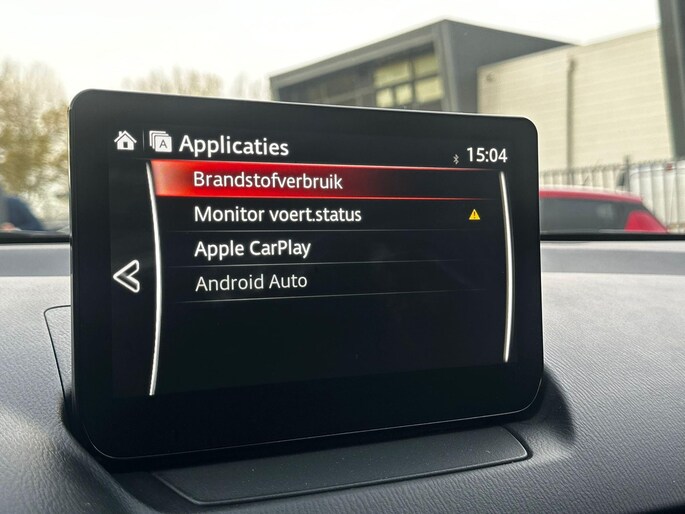 Applicaties
15:04
Brandstofverbruik
Monitor voert.status
Apple CarPlay
Android Auto